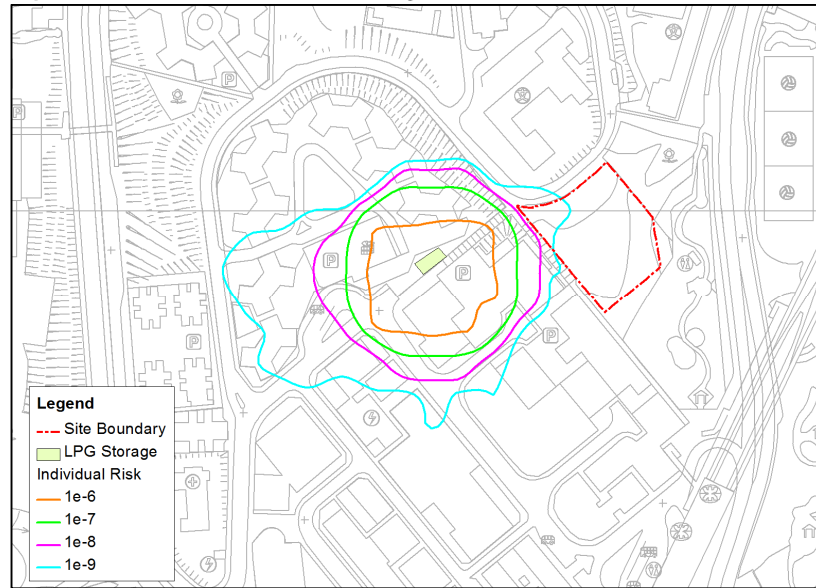 P
P
P
P
P
P
Legend
Site Boundary
LPG Storage
Individual Risk
1e-6
1e-7
1e-8
1e-9